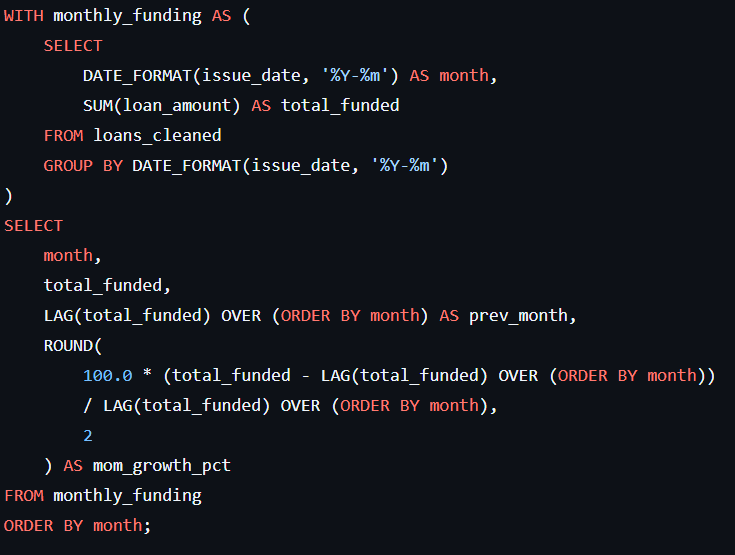 WITH monthly_funding AS (
    SELECT
        DATE_FORMAT(issue_date, '%Y-%m') AS month,
        SUM(loan_amount) AS total_funded
    FROM loans_cleaned
    GROUP BY DATE_FORMAT(issue_date, '%Y-%m')
)
SELECT
    month,
    total_funded,
    LAG(total_funded) OVER (ORDER BY month) AS prev_month,
    ROUND(
        100.0 * (total_funded - LAG(total_funded) OVER (ORDER BY month))
        / LAG(total_funded) OVER (ORDER BY month),
        2
    ) AS mom_growth_pct
FROM monthly_funding
ORDER BY month;